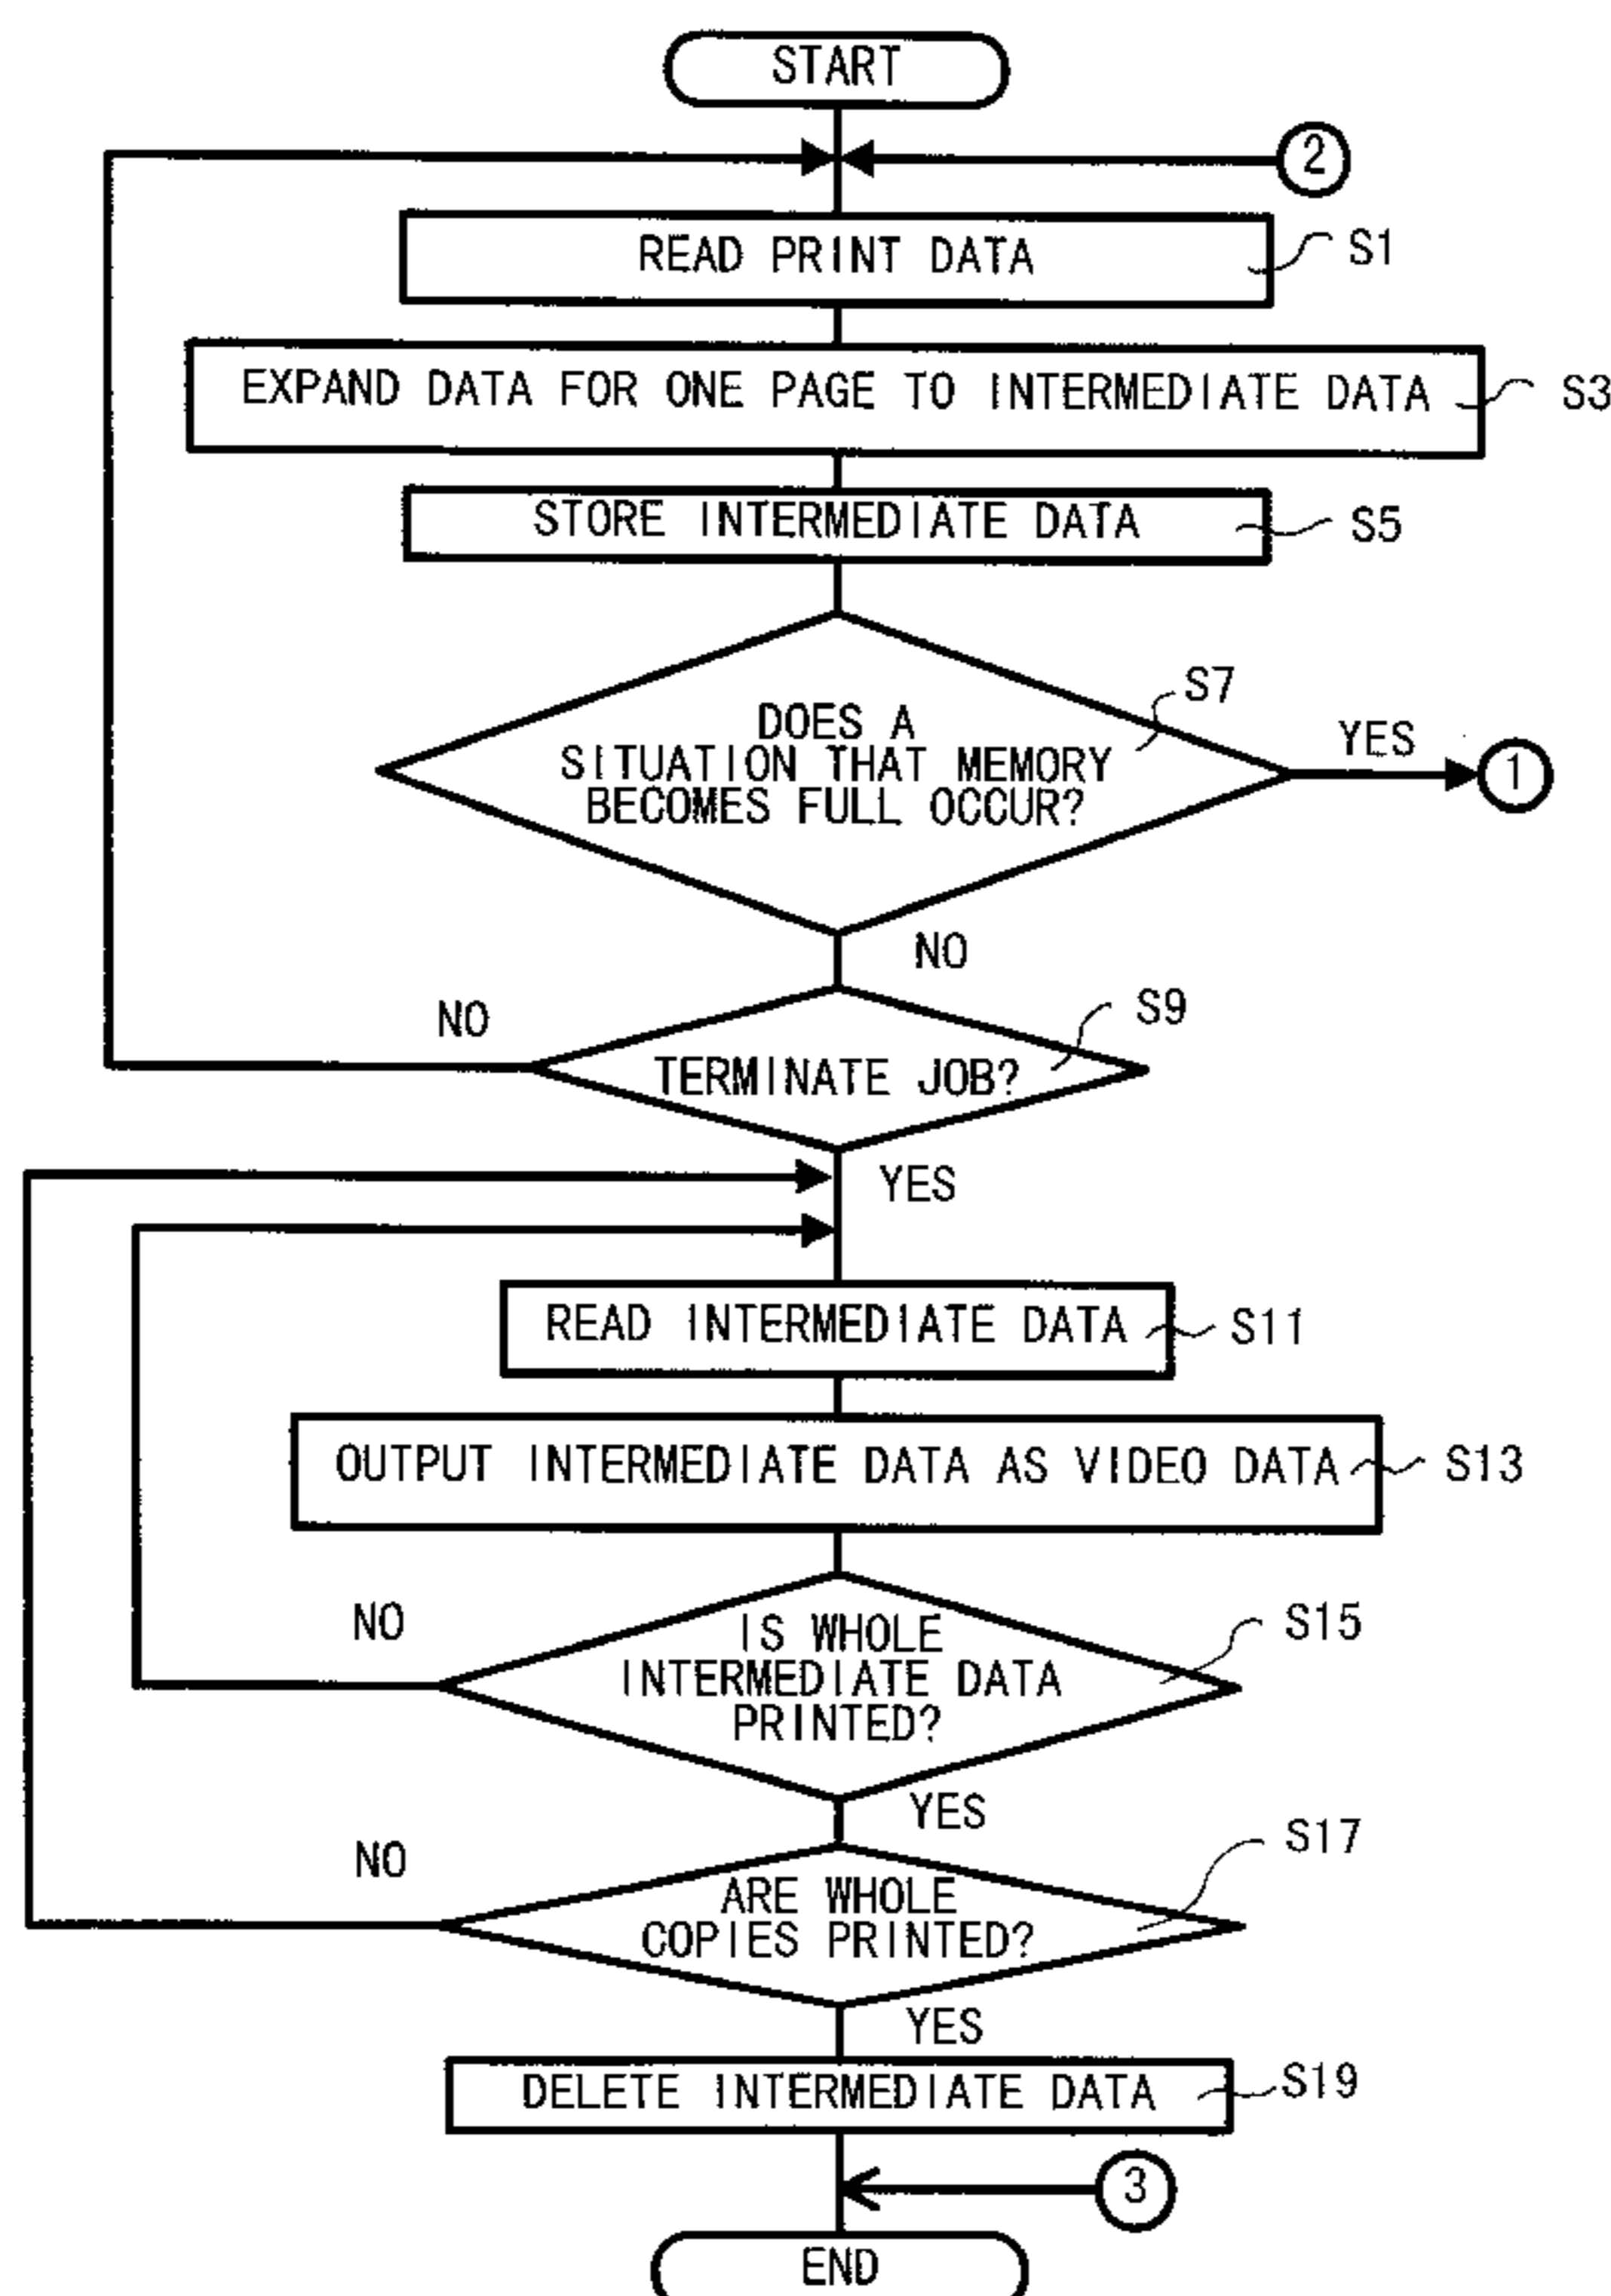 START
2
READ PRINT DATA
S1
EXPAND DATA FOR ONE PAGE TO INTERMEDIATE DATA
S3
STORE INTERMEDIATE DATA
S5
S7
DOES A
SITUATION THAT MEMORY
BECOMES FULL OCCUR?
YES
1
NO
NO
S9
TERMINATE JOB?
YES
READ INTERMEDIATE DATA
S11
OUTPUT INTERMEDIATE DATA AS VIDEO DATA
S13
NO
IS WHOLE
INTERMEDIATE DATA
PRINTED?
S15
YES
NO
S17
ARE WHOLE
COPIES PRINTED?
YES
DELETE INTERMEDIATE DATA
S19
3
END